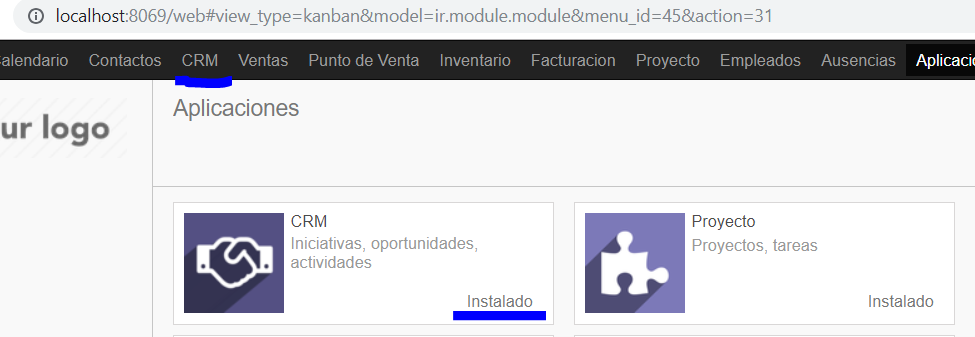 localhost:8069/web#view_type=kanban&model=ir.module.module&menu_id=45&action=31
alendario Contactos CRM Ventas Punto de Venta Inventario Facturacion Proyecto Empleados Ausencias Aplicacio
Aplicaciones
ur logo
CRM
Iniciativas, oportunidades,
actividades
Instalado
Proyecto
Proyectos, tareas
Instalado